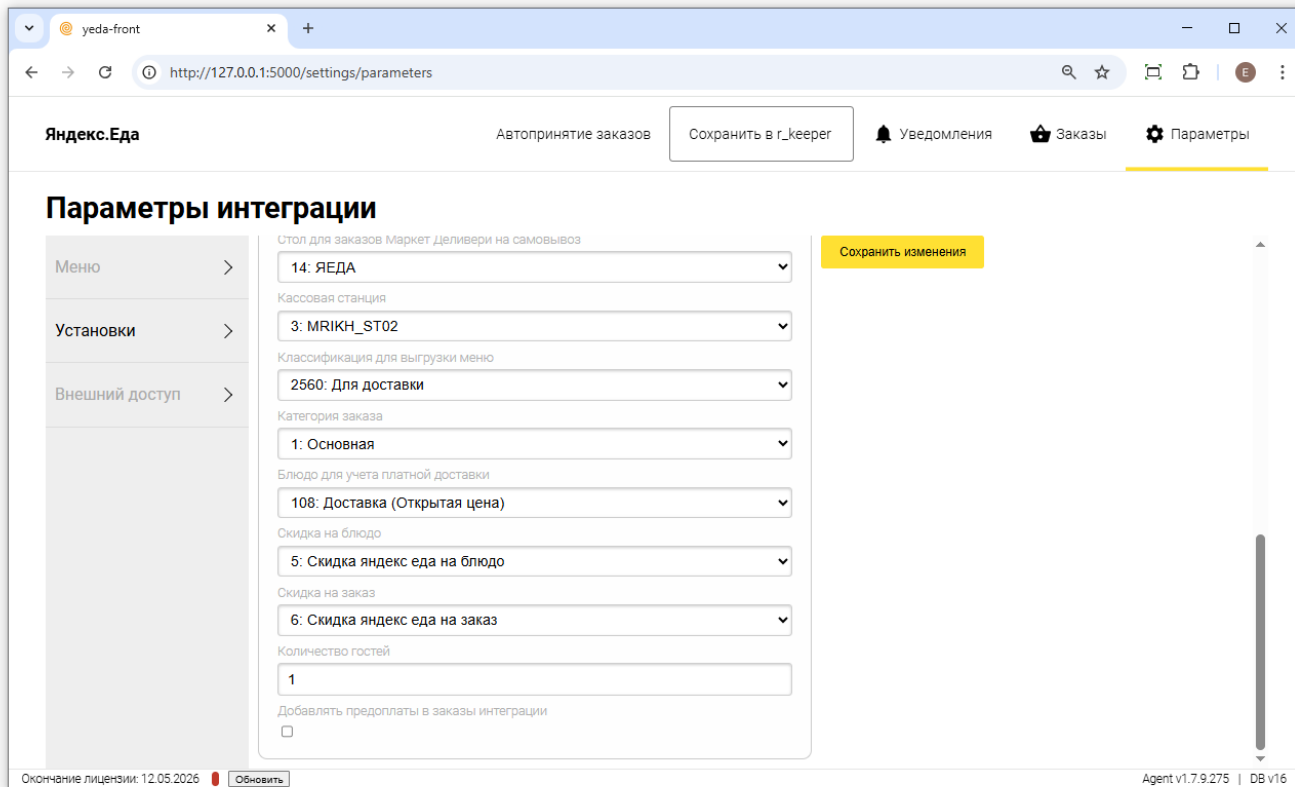 yeda-front
http://127.0.0.1:5000/settings/parameters
E
Яндекс.Еда
Автопринятие заказов
Сохранить в r_keeper
Уведомления
Заказы
Параметры
Параметры интеграции
Меню
Установки
Внешний доступ
Стол для заказов Маркет Деливери на самовывоз
14: ЯЕДА
Кассовая станция
3: MRIKH_ST02
Классификация для выгрузки меню
2560: Для доставки
Категория заказа
1: Основная
Блюдо для учета платной доставки
108: Доставка (Открытая цена)
Скидка на блюдо
5: Скидка яндекс еда на блюдо
Скидка на заказ
6: Скидка яндекс еда на заказ
Количество гостей
1
Добавлять предоплаты в заказы интеграции
Сохранить изменения
Окончание лицензии: 12.05.2026
Обновить
Agent v1.7.9.275 | DB v16